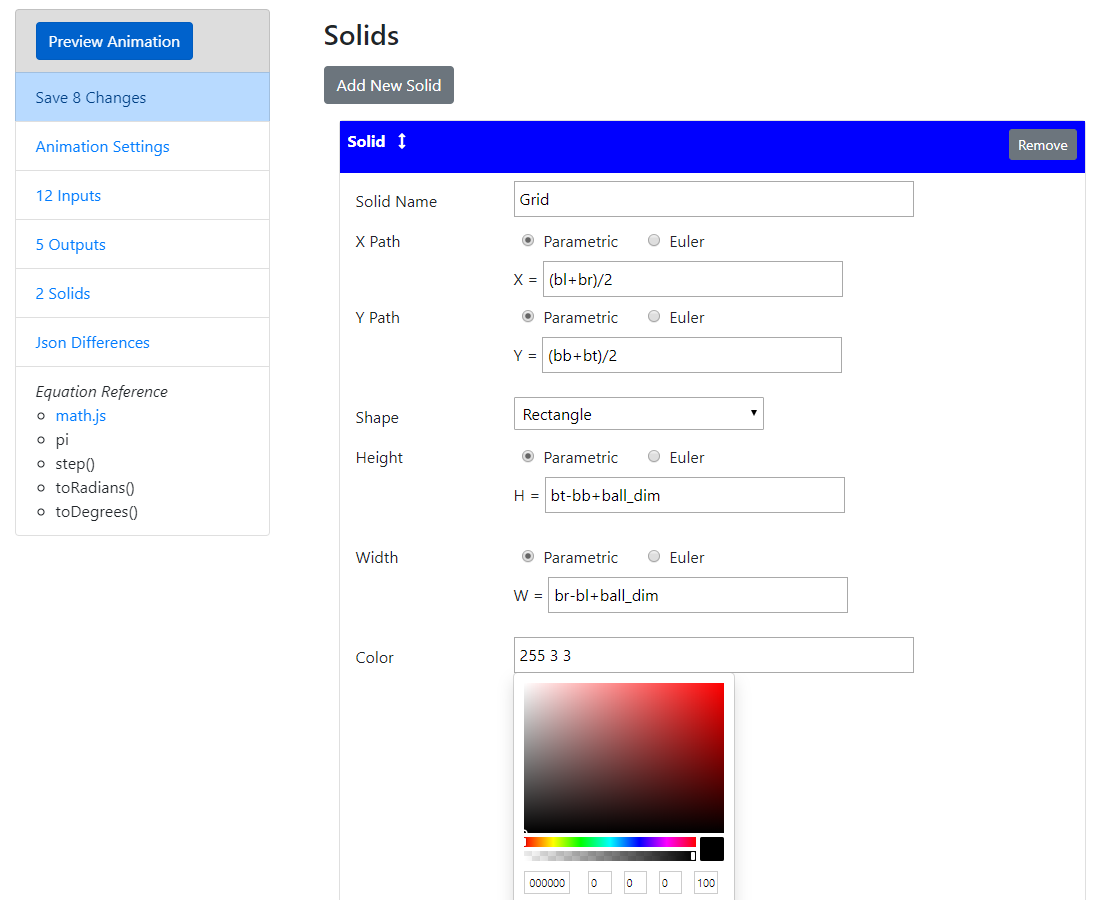 Preview Animation
Save 8 Changes
Animation Settings
12 Inputs
5 Outputs
2 Solids
Json Differences
Equation Reference
math.js
pi
step()
toRadians()
toDegrees()
Solids
Add New Solid
Solid
Remove
Solid Name
Grid
X Path
Parametric
Euler
X =
(bl+br)/2
Y Path
Parametric
Euler
Y =
(bb+bt)/2
Shape
Rectangle
Height
Parametric
Euler
H =
bt-bb+ball_dim
Width
Parametric
Euler
W =
br-bl+ball_dim
Color
255 3 3
000000
0
0
0
100